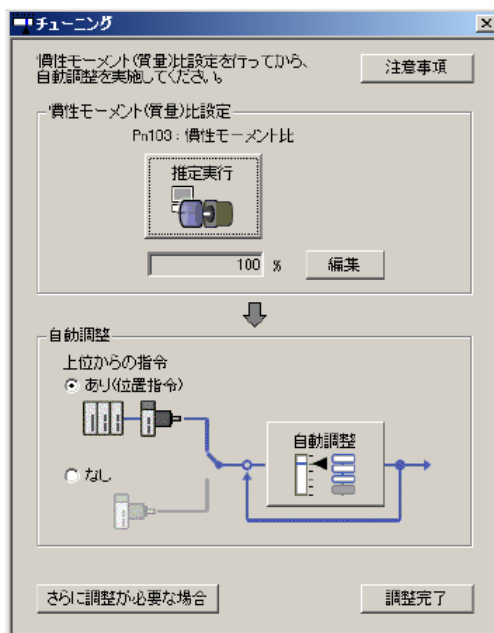 チューニング
慣性モーメント(質量)比設定を行ってから、
自動調整を実施してください。
注意事項
慣性モーメント(質量)比設定
Pn103：慣性モーメント比
推定実行
100 %
編集
自動調整
上位からの指令
あり(位置指令)
なし
自動調整
さらに調整が必要な場合
調整完了